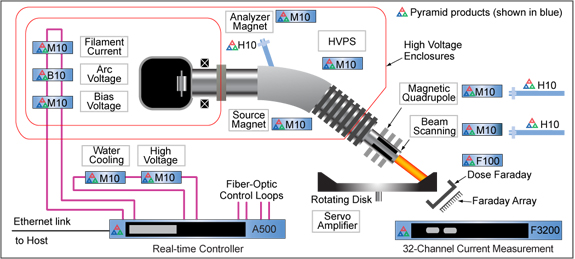 Analyzer
Magnet
M10
Pyramid products (shown in blue)
H10
HVPS
M10
High Voltage
Enclosures
M10
Filament
Current
B10
Arc
Voltage
M10
Bias
Voltage
Magnetic
Quadrupole
M10
H10
Source
Magnet
M10
Beam
Scanning
M10
H10
Water
Cooling
High
Voltage
M10
M10
F100
Dose Faraday
Fiber-Optic
Control Loops
Rotating Disk
Faraday Array
Servo
Amplifier
Ethernet link
to Host
A500
F3200
Real-time Controller
32-Channel Current Measurement